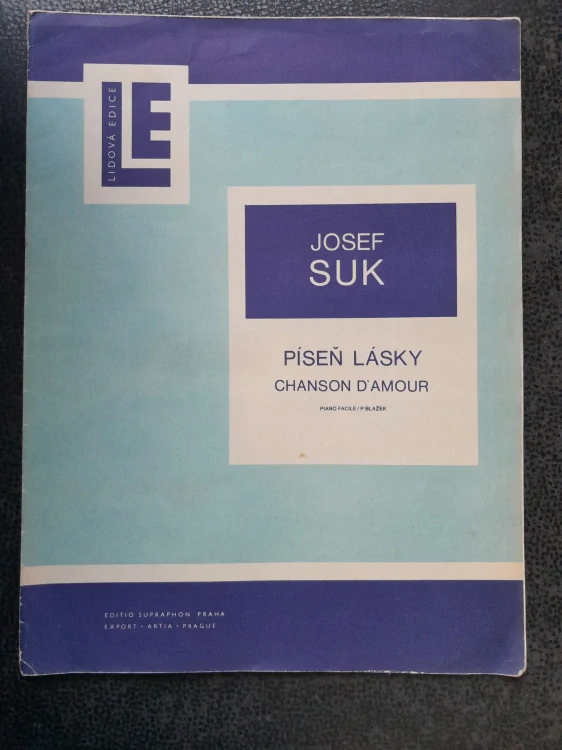 LIDOVÁ EDICE
LE
JOSEF
SUK
PÍSEŇ LÁSKY
CHANSON D'AMOUR
PIANO FACILE / P. BLAŽEK
EDITIO SUPRAPHON PRAHA
EXPORT • ARTIA • PRAGUE